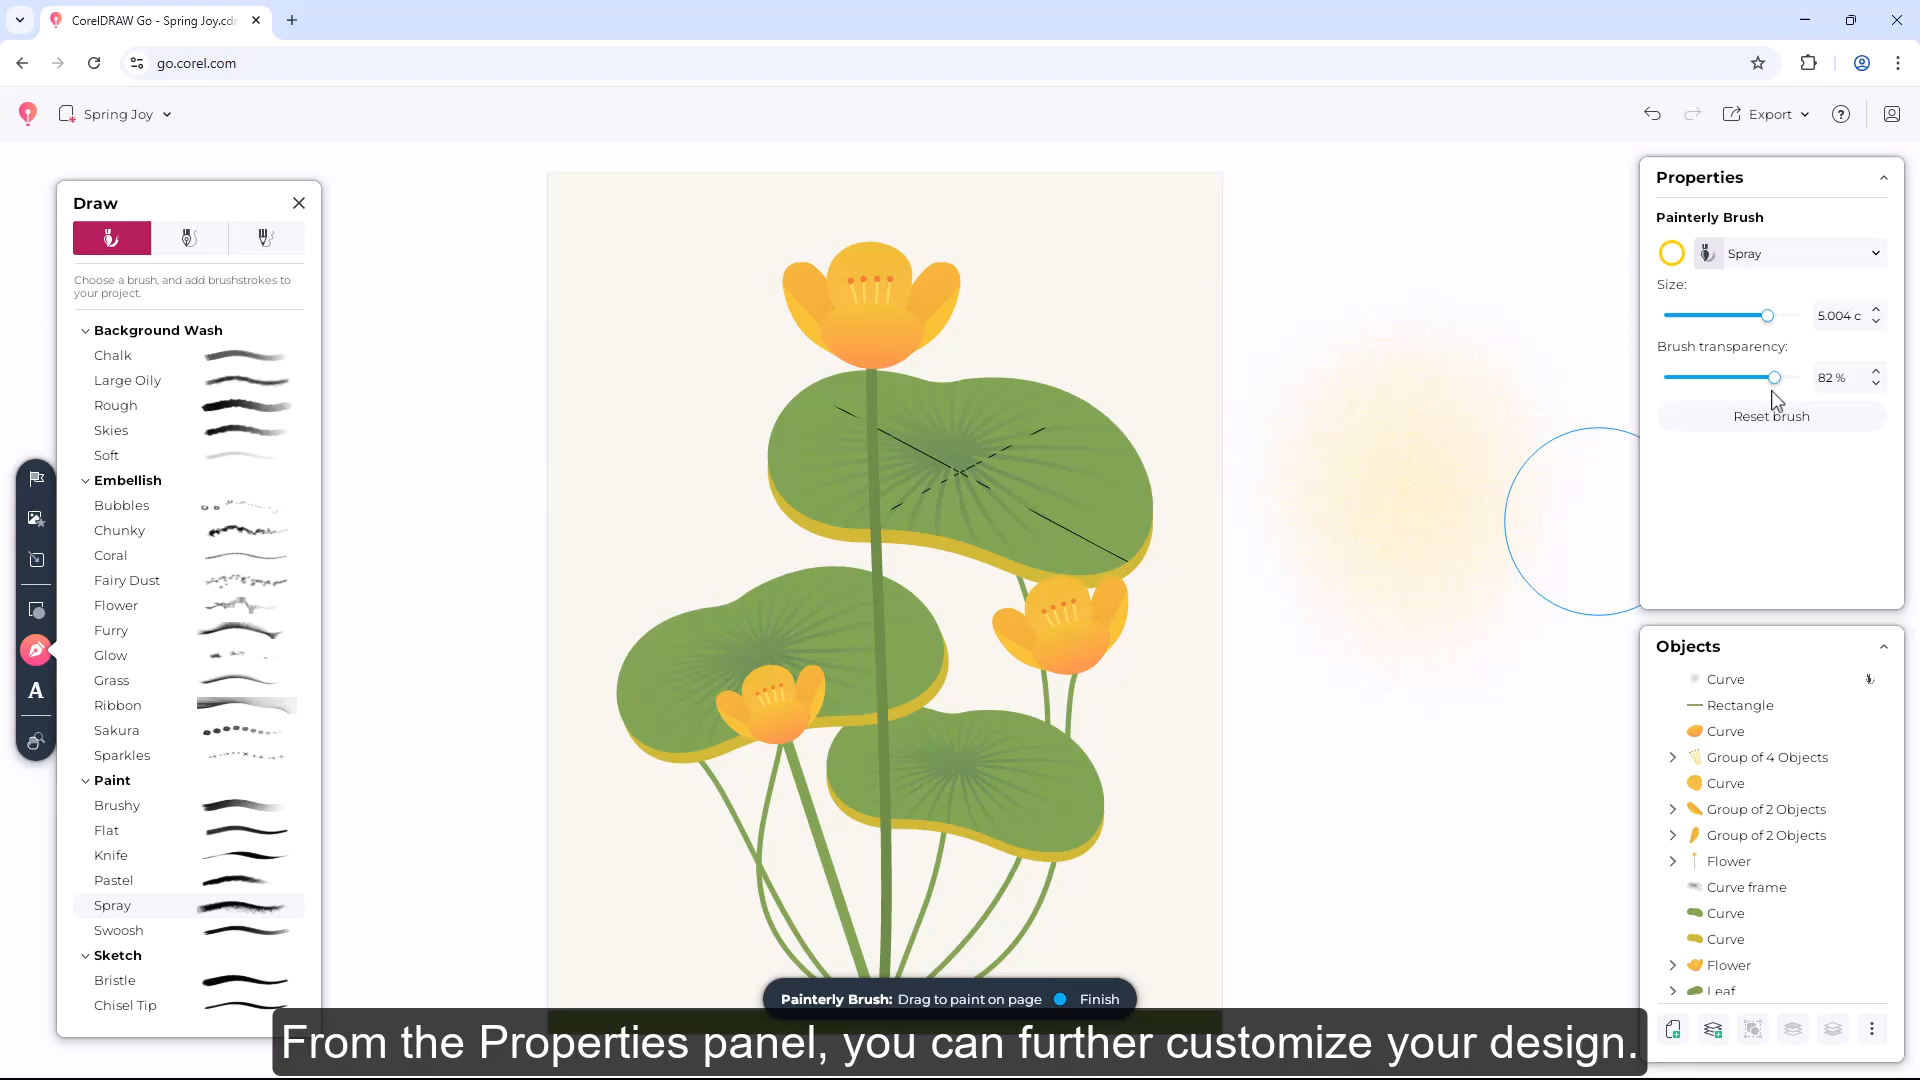 CorelDRAW Go - Spring Joy.cdr
go.corel.com
Spring Joy
Export
Draw
Choose a brush, and add brushstrokes to
your project.
Background Wash
Chalk
Large Oily
Rough
Skies
Soft
Embellish
Bubbles
Chunky
Coral
Fairy Dust
Flower
Furry
Glow
Grass
Ribbon
Sakura
Sparkles
Paint
Brushy
Flat
Knife
Pastel
Spray
Swoosh
Sketch
Bristle
Chisel Tip
A
Properties
Painterly Brush
Spray
Size:
5.004 c
Brush transparency:
82 %
Reset brush
Objects
Curve
Rectangle
Curve
Group of 4 Objects
Curve
Group of 2 Objects
Group of 2 Objects
Flower
Curve frame
Curve
Curve
Flower
Leaf
Painterly Brush: Drag to paint on page
Finish
From the Properties panel, you can further customize your design.